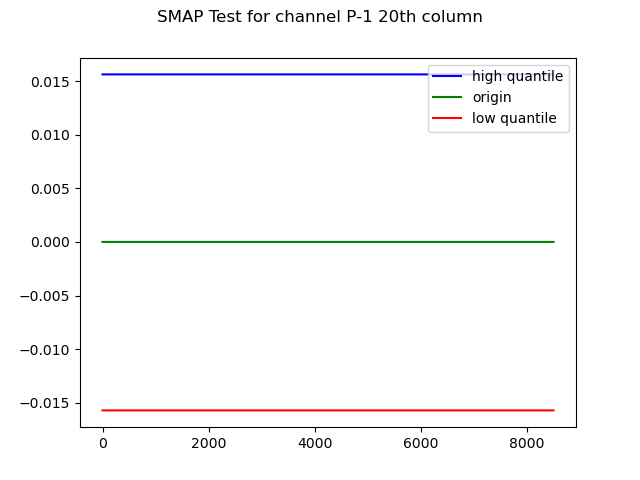 SMAP Test for channel P-1 20th column
high quantile
origin
low quantile
0.015
0.010
0.005
0.000
−0.005
−0.010
−0.015
0 2000 4000 6000 8000